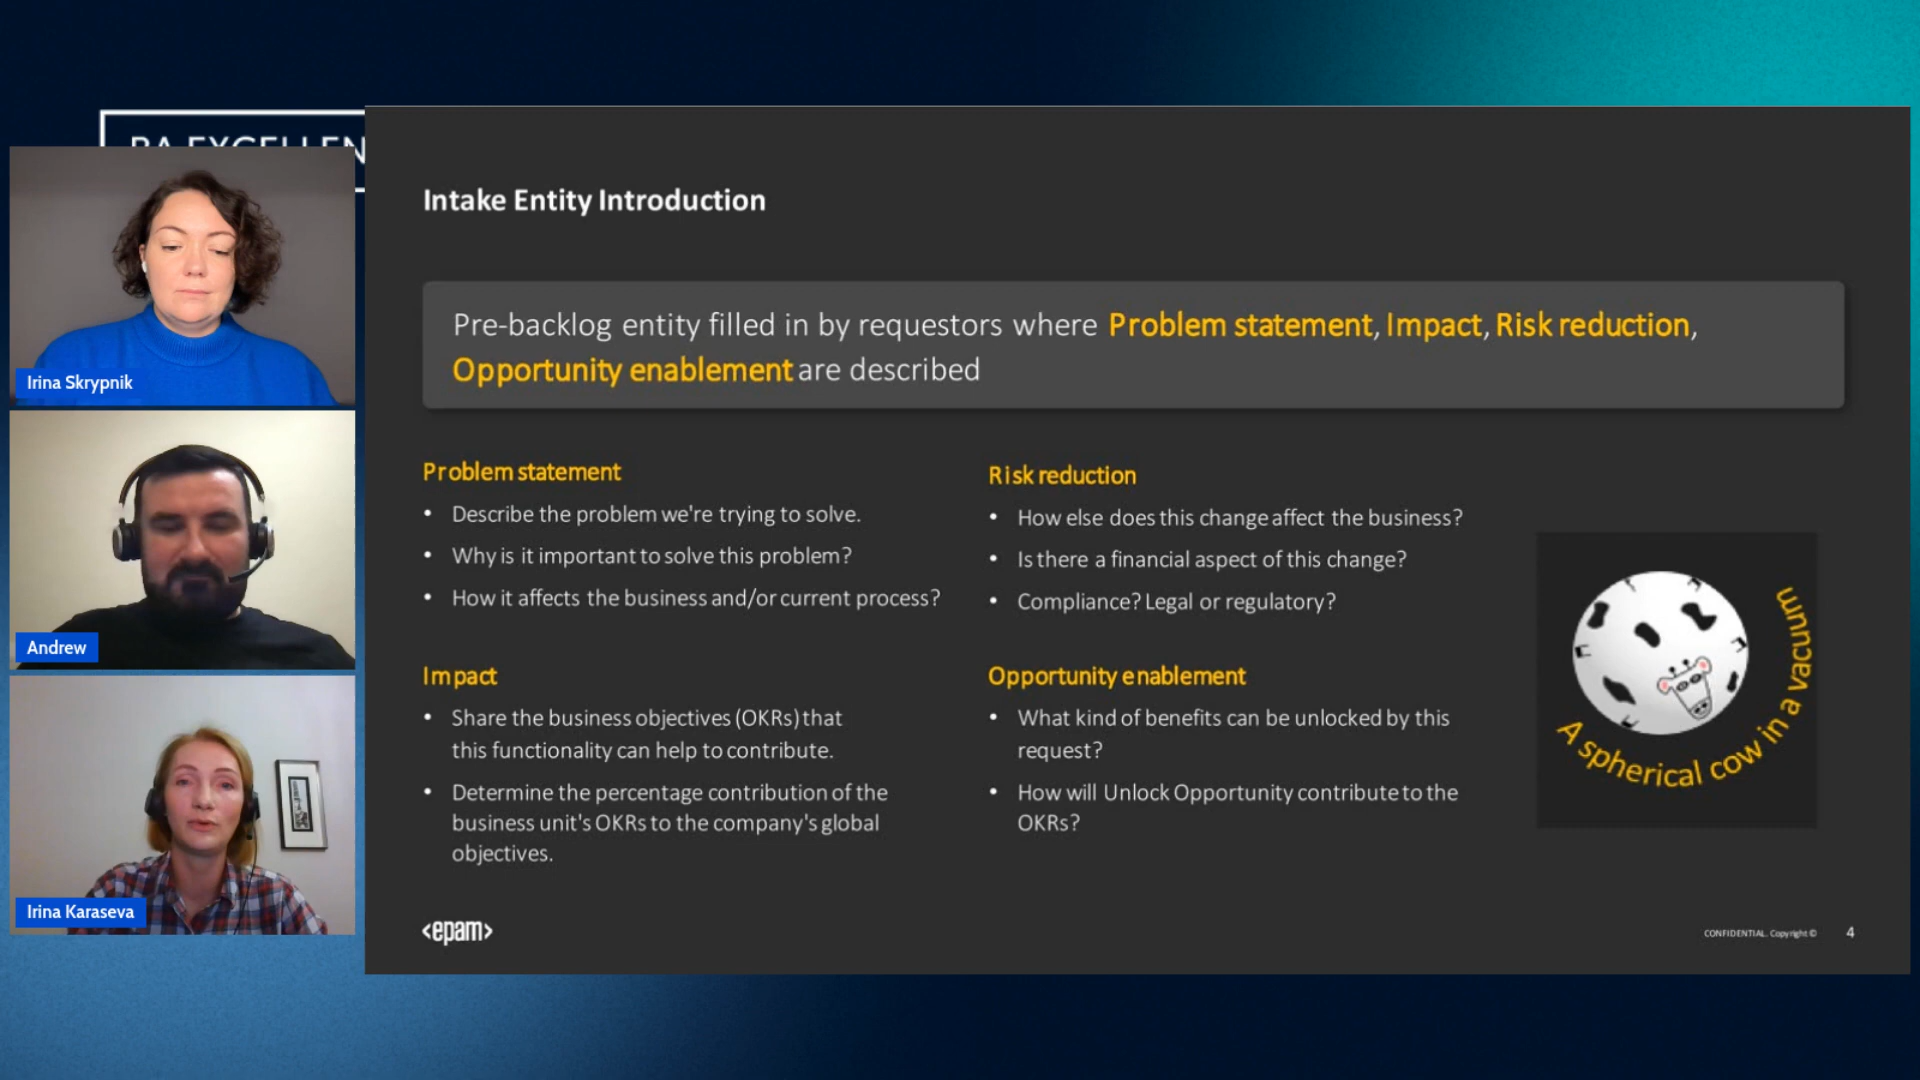 BA EXCELLEN
Irina Skrypnik
Andrew
Irina Karaseva
Intake Entity Introduction
Pre-backlog entity filled in by requestors where Problem statement, Impact, Risk reduction,
Opportunity enablement are described
Problem statement
• Describe the problem we're trying to solve.
• Why is it important to solve this problem?
• How it affects the business and/or current process?
Impact
• Share the business objectives (OKRs) that
this functionality can help to contribute.
• Determine the percentage contribution of the
business unit's OKRs to the company's global
objectives.
Risk reduction
• How else does this change affect the business?
• Is there a financial aspect of this change?
• Compliance? Legal or regulatory?
Opportunity enablement
• What kind of benefits can be unlocked by this
request?
• How will Unlock Opportunity contribute to the
OKRs?
A spherical cow in a vacuum
<epam>
CONFIDENTIAL. Copyright ©
4